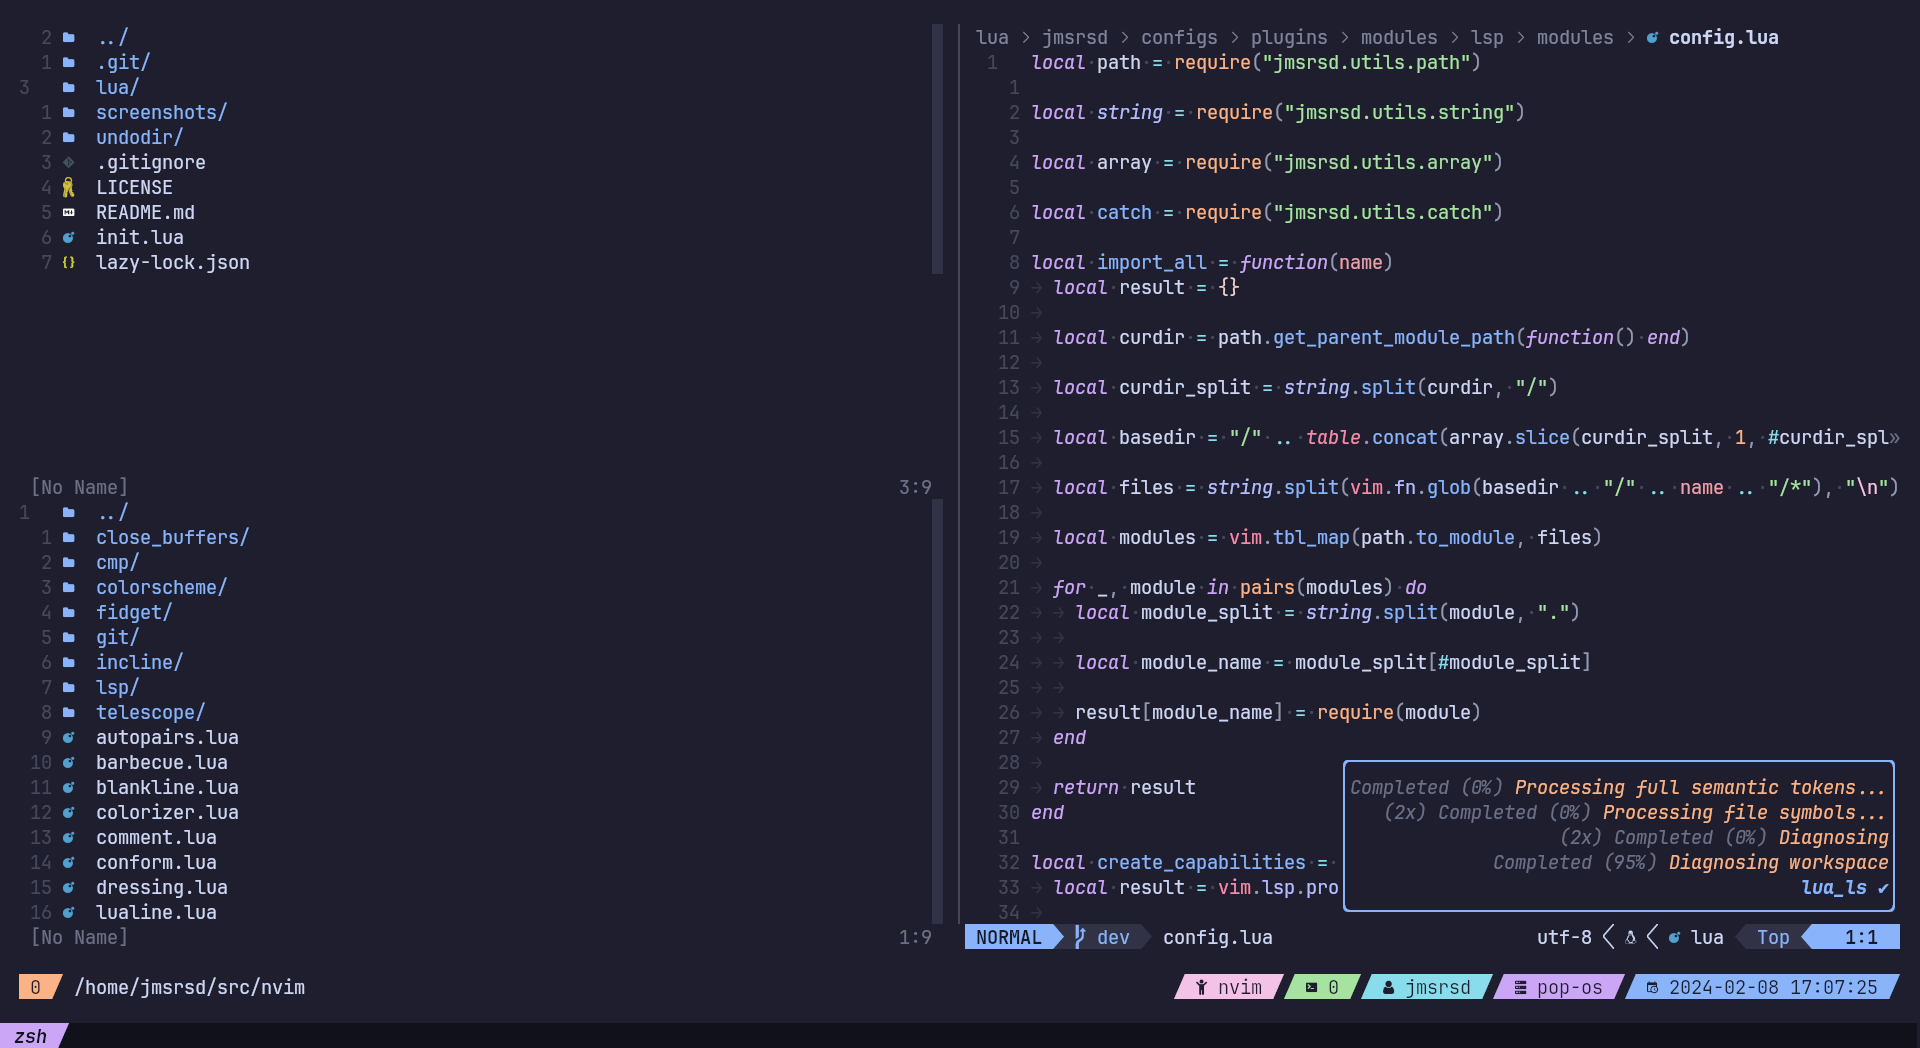 2 ../
1 .git/
3 lua/
1 screenshots/
2 undodir/
3 .gitignore
4 LICENSE
5 README.md
6 init.lua
7 lazy-lock.json
[No Name] 3:9
1 ../
1 close_buffers/
2 cmp/
3 colorscheme/
4 fidget/
5 git/
6 incline/
7 lsp/
8 telescope/
9 autopairs.lua
10 barbecue.lua
11 blankline.lua
12 colorizer.lua
13 comment.lua
14 conform.lua
15 dressing.lua
16 lualine.lua
[No Name] 1:9
lua > jmsrsd > configs > plugins > modules > lsp > modules > config.lua
1 local path = require("jmsrsd.utils.path")
1
2 local string = require("jmsrsd.utils.string")
3
4 local array = require("jmsrsd.utils.array")
5
6 local catch = require("jmsrsd.utils.catch")
7
8 local import_all = function(name)
9 local result = {}
10
11 local curdir = path.get_parent_module_path(function() end)
12
13 local curdir_split = string.split(curdir, "/")
14
15 local basedir = "/" .. table.concat(array.slice(curdir_split, 1, #curdir_spl»
16
17 local files = string.split(vim.fn.glob(basedir .. "/" .. name .. "/*"), "\n")
18
19 local modules = vim.tbl_map(path.to_module, files)
20
21 for _, module in pairs(modules) do
22 local module_split = string.split(module, ".")
23
24 local module_name = module_split[#module_split]
25
26 result[module_name] = require(module)
27 end
28
29 return result
30 end
31
32 local create_capabilities =
33 local result = vim.lsp.pro
34
Completed (0%) Processing full semantic tokens...
(2x) Completed (0%) Processing file symbols...
(2x) Completed (0%) Diagnosing
Completed (95%) Diagnosing workspace
lua_ls ✔
NORMAL dev config.lua utf-8 lua Top 1:1
0 /home/jmsrsd/src/nvim nvim 0 jmsrsd pop-os 2024-02-08 17:07:25
zsh